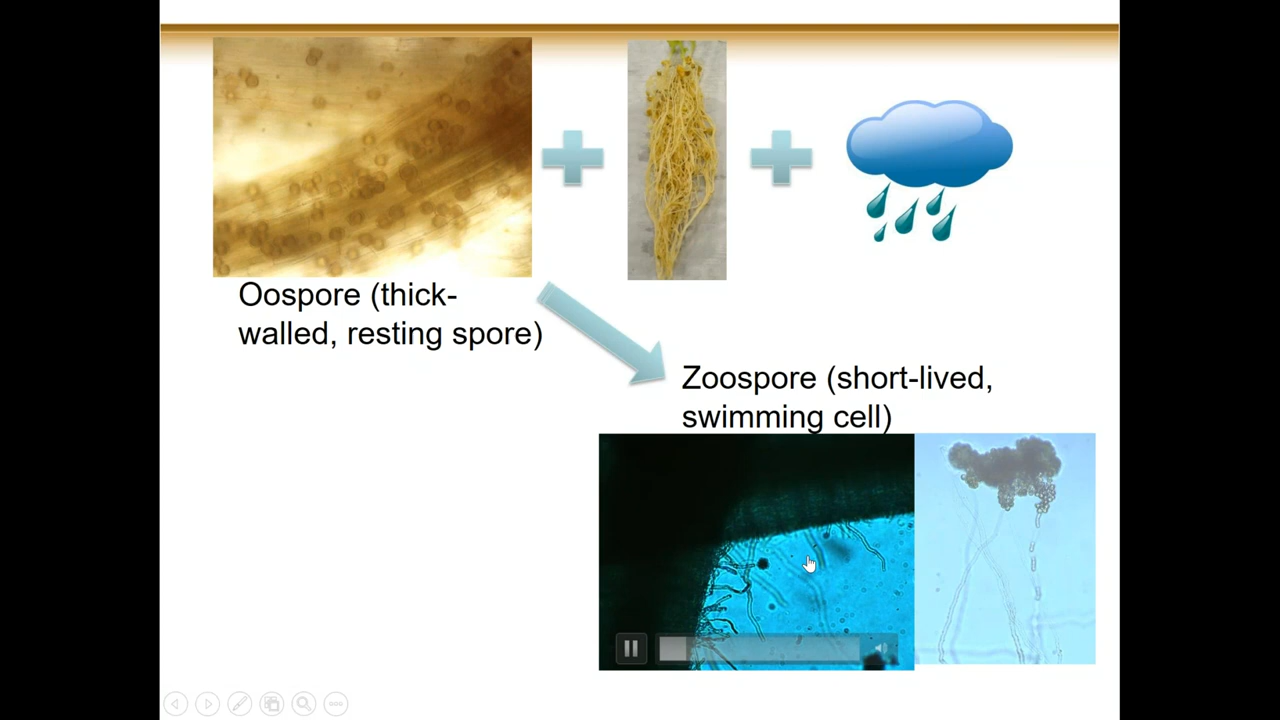 Oospore (thick-
walled, resting spore)
Zoospore (short-lived,
swimming cell)